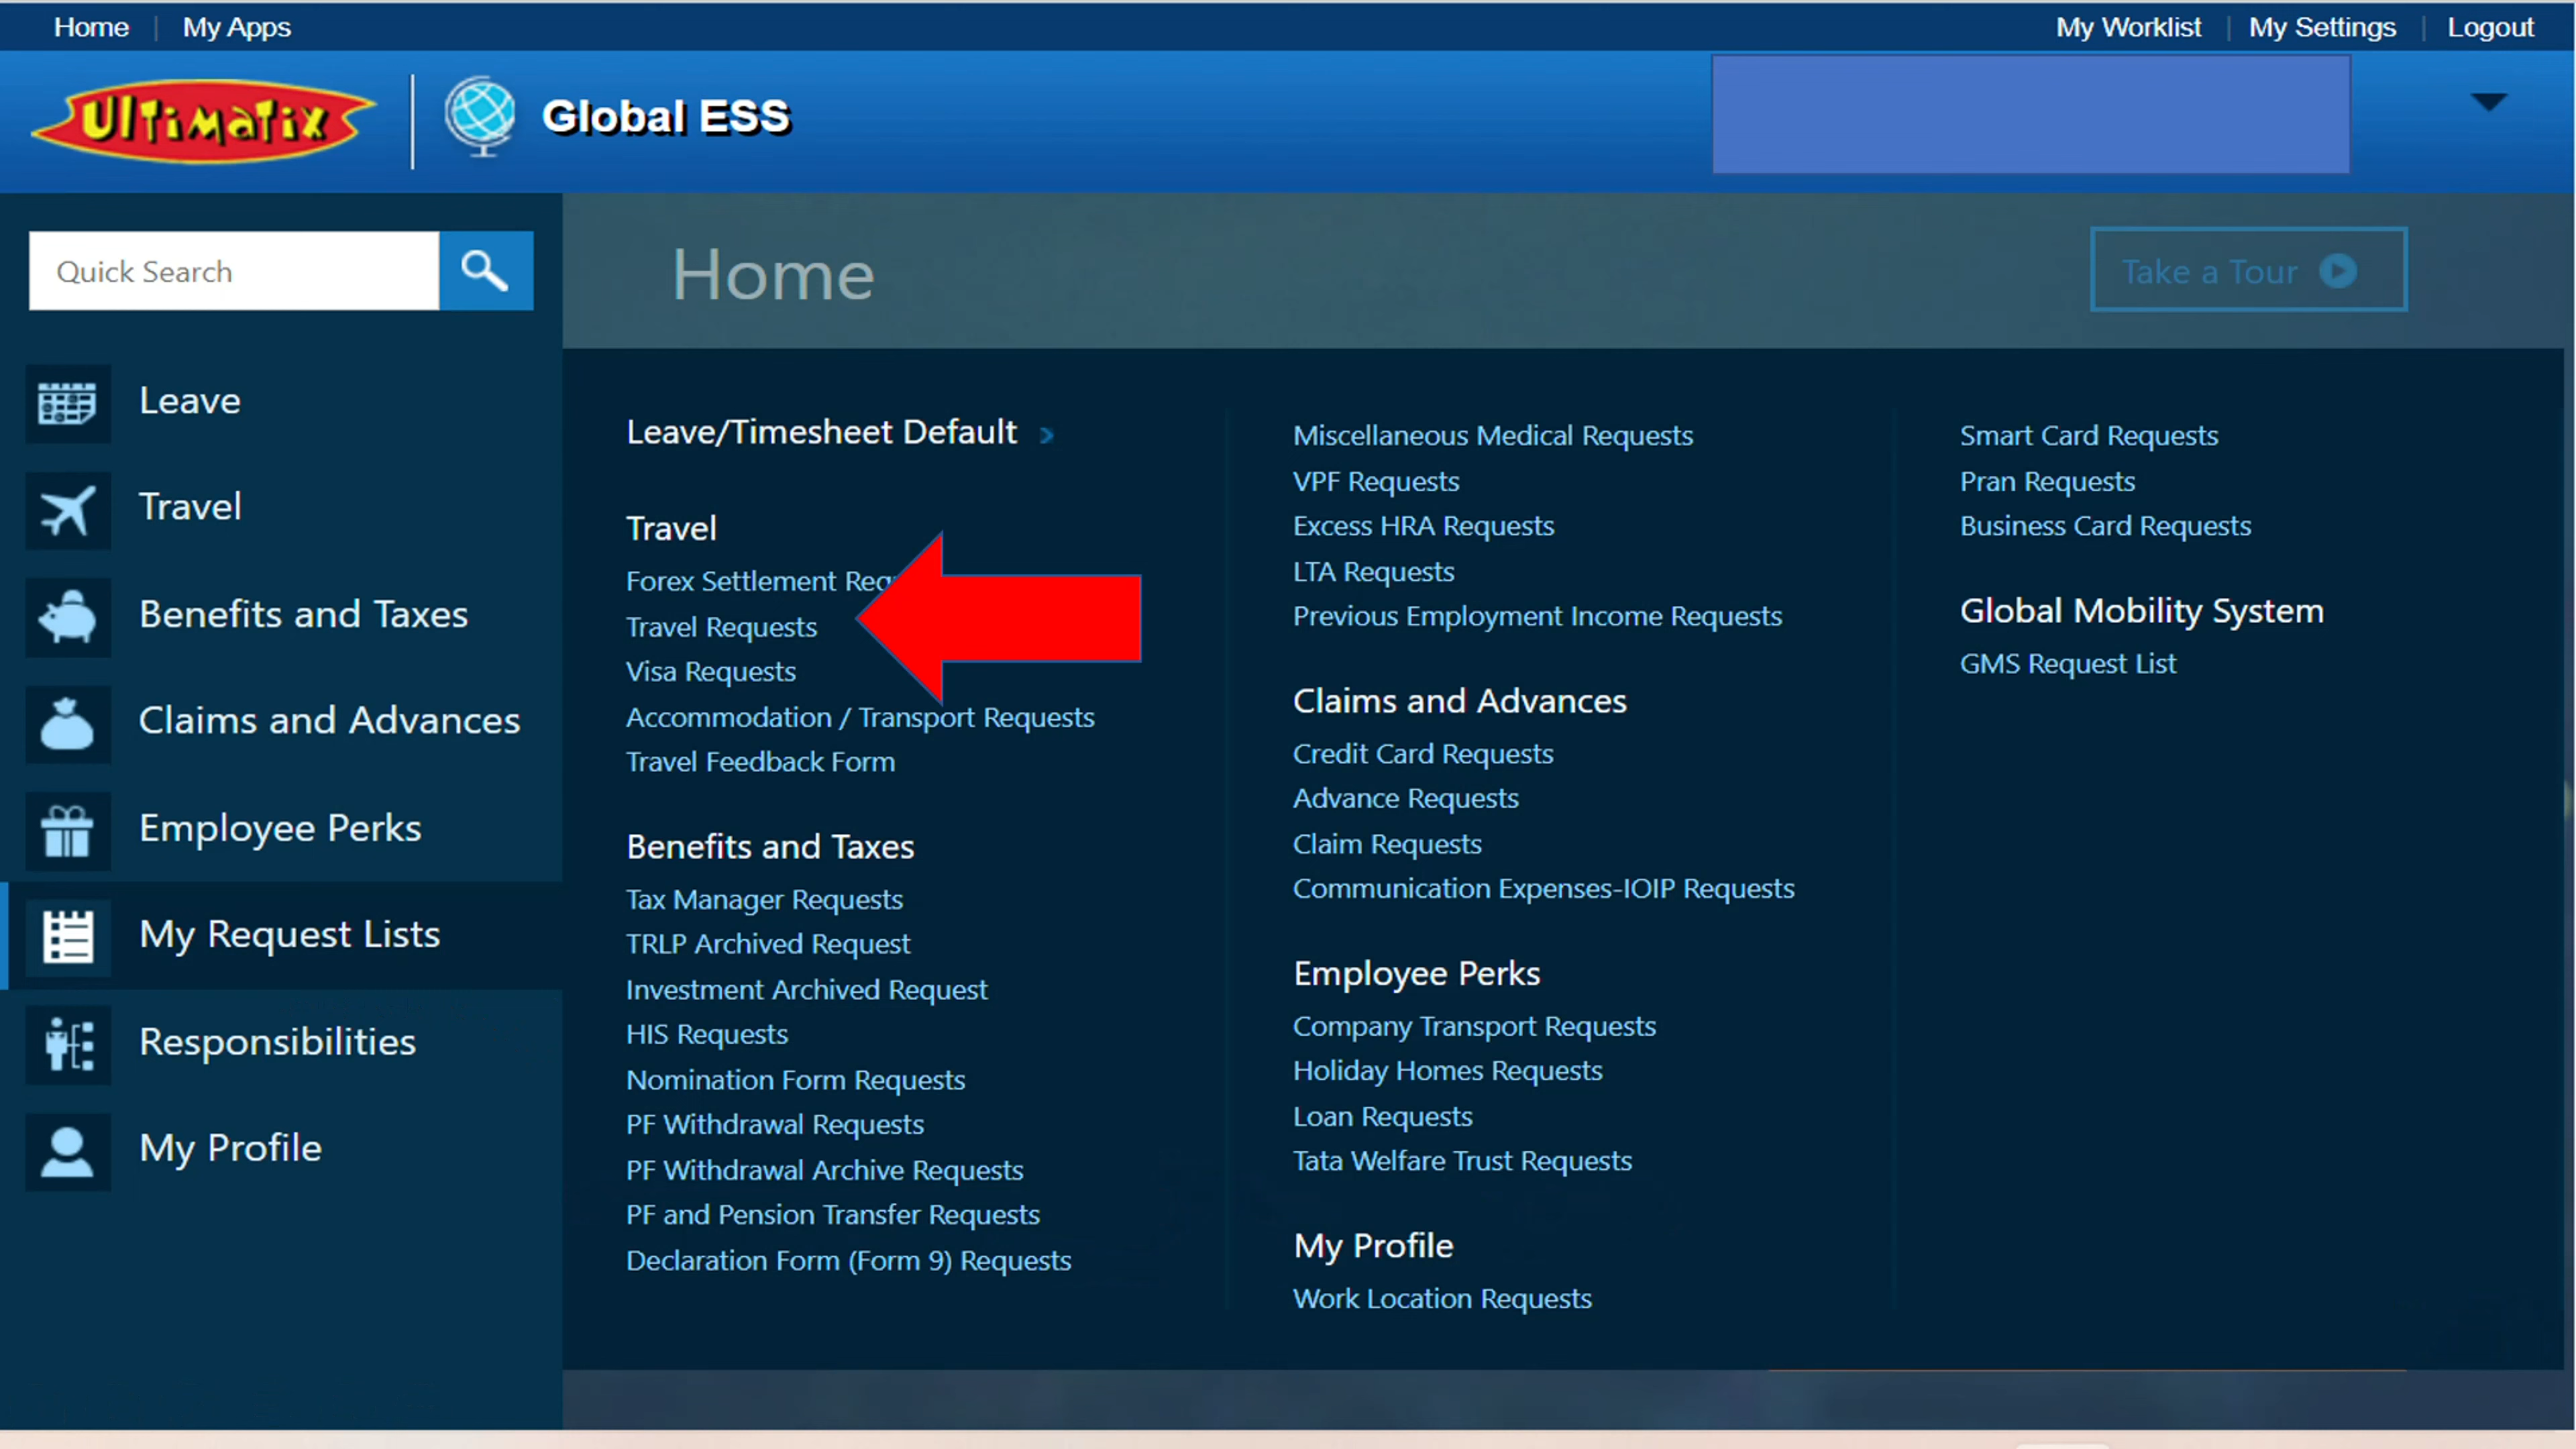 Home | My Apps
My Worklist | My Settings | Logout
Ultimatix
Global ESS
Quick Search
Leave
Travel
Benefits and Taxes
Claims and Advances
Employee Perks
My Request Lists
Responsibilities
My Profile
Home
Take a Tour
Leave/Timesheet Default
Travel
Forex Settlement
Travel Requests
Visa Requests
Accommodation / Transport Requests
Travel Feedback Form
Benefits and Taxes
Tax Manager Requests
TRLP Archived Request
Investment Archived Request
HIS Requests
Nomination Form Requests
PF Withdrawal Requests
PF Withdrawal Archive Requests
PF and Pension Transfer Requests
Declaration Form (Form 9) Requests
Miscellaneous Medical Requests
VPF Requests
Excess HRA Requests
LTA Requests
Previous Employment Income Requests
Claims and Advances
Credit Card Requests
Advance Requests
Claim Requests
Communication Expenses-IOIP Requests
Employee Perks
Company Transport Requests
Holiday Homes Requests
Loan Requests
Tata Welfare Trust Requests
My Profile
Work Location Requests
Smart Card Requests
Pran Requests
Business Card Requests
Global Mobility System
GMS Request List